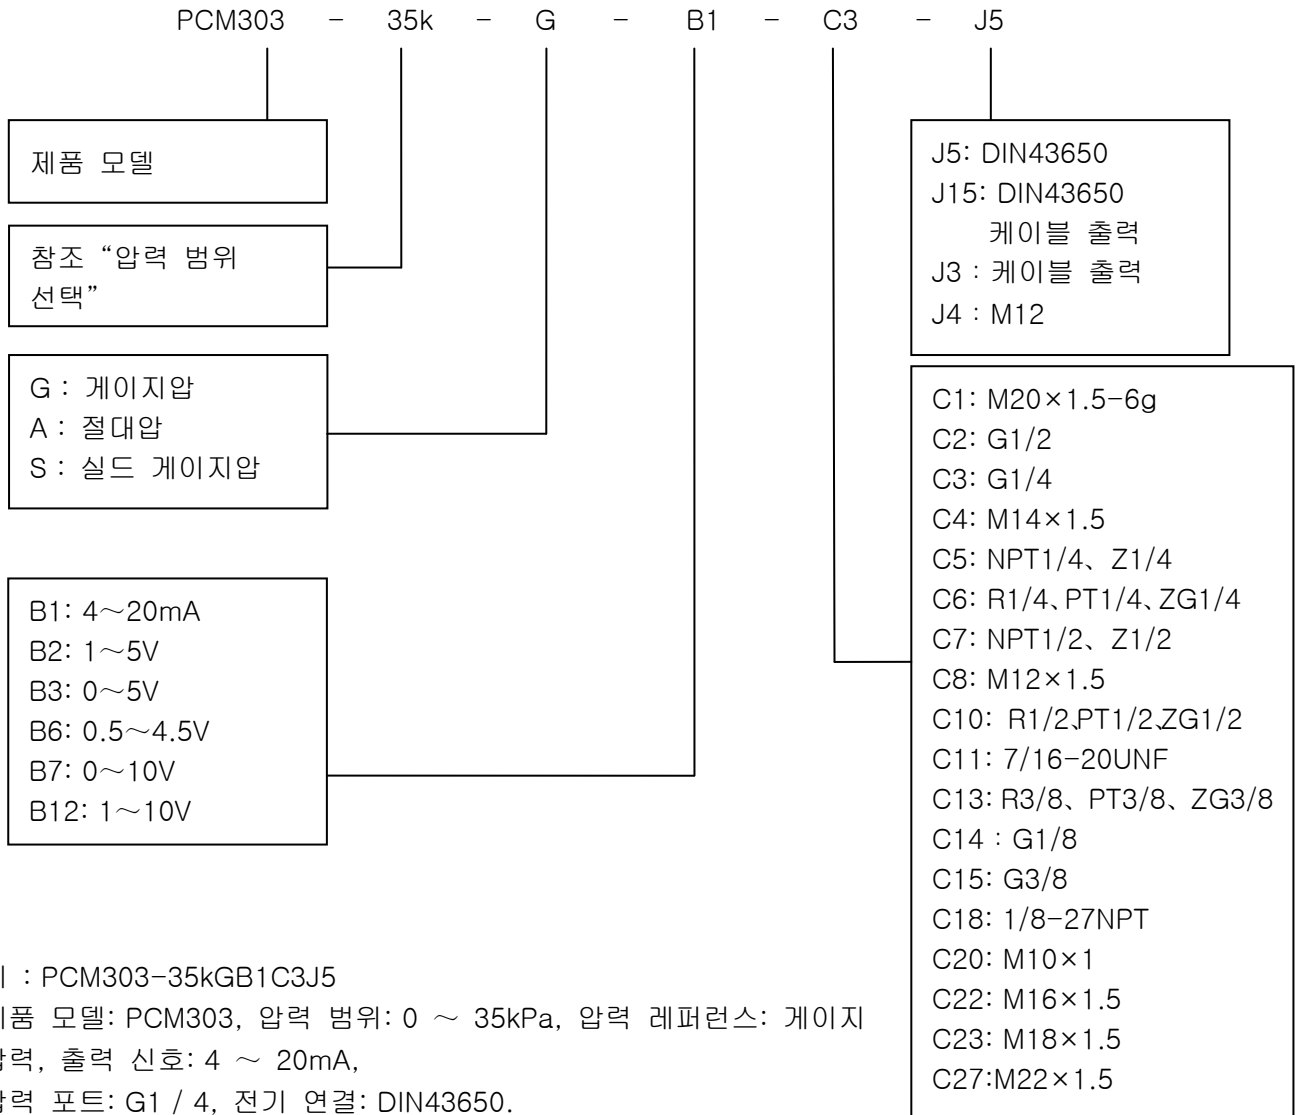 PCM303 - 35k - G - B1 - C3 - J5
제품 모델
참조 “압력 범위
선택”
G : 게이지압
A : 절대압
S : 실드 게이지압
B1: 4～20mA
B2: 1～5V
B3: 0～5V
B6: 0.5～4.5V
B7: 0～10V
B12: 1～10V
J5: DIN43650
J15: DIN43650
케이블 출력
J3 : 케이블 출력
J4 : M12
C1: M20×1.5-6g
C2: G1/2
C3: G1/4
C4: M14×1.5
C5: NPT1/4、Z1/4
C6: R1/4、PT1/4、ZG1/4
C7: NPT1/2、Z1/2
C8: M12×1.5
C10: R1/2、PT1/2、ZG1/2
C11: 7/16-20UNF
C13: R3/8、PT3/8、ZG3/8
C14 : G1/8
C15: G3/8
C18: 1/8-27NPT
C20: M10×1
C22: M16×1.5
C23: M18×1.5
C27:M22×1.5
: PCM303-35kGB1C3J5
모델: PCM303, 압력 범위: 0 ～ 35kPa, 압력 레퍼런스: 게이지
출력 신호: 4 ～ 20mA,
포트: G1 / 4, 전기 연결: DIN43650.